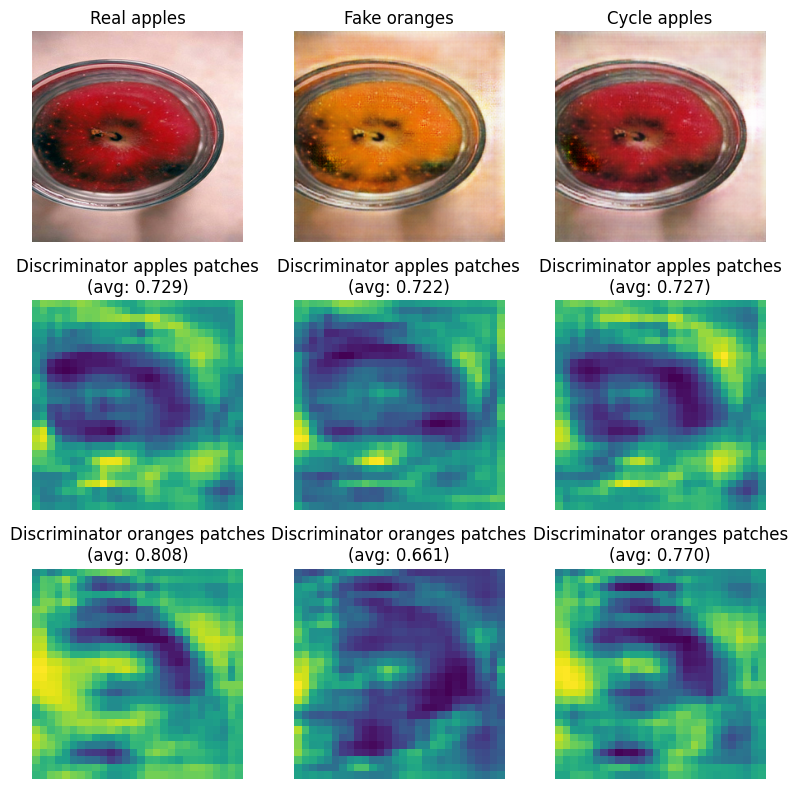 Real apples
Fake oranges
Cycle apples
Discriminator apples patches
(avg: 0.729)
Discriminator apples patches
(avg: 0.722)
Discriminator apples patches
(avg: 0.727)
Discriminator oranges patches
(avg: 0.808)
Discriminator oranges patches
(avg: 0.661)
Discriminator oranges patches
(avg: 0.770)